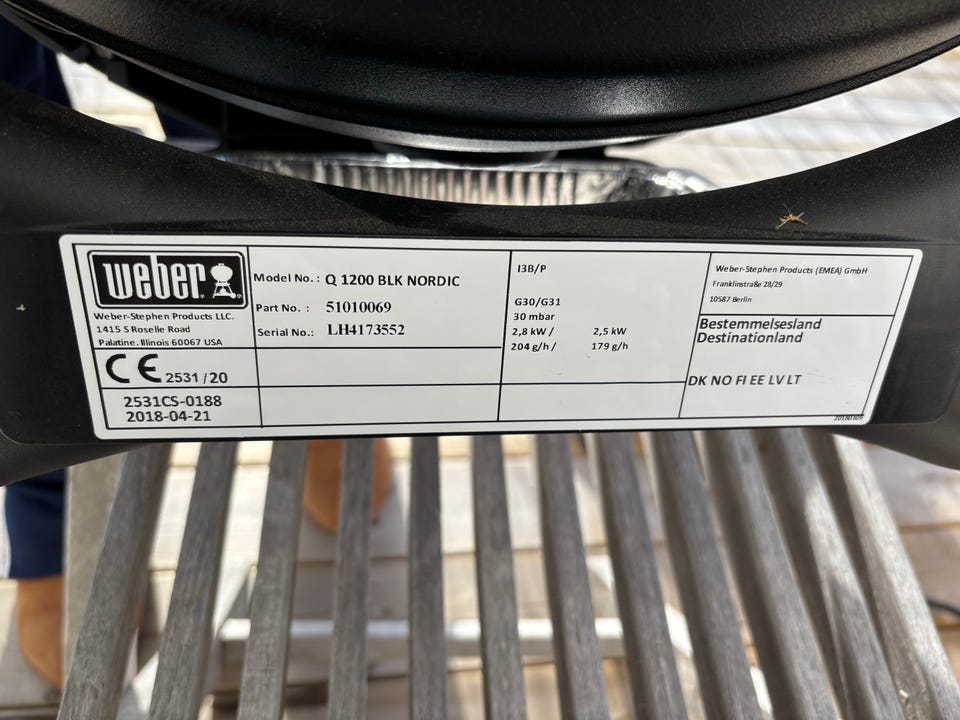 weber
Weber-Stephen Products LLC.
1415 S Roselle Road
Palatine. Illinois 60067 USA
CE 2531 / 20
2531CS-0188
2018-04-21
Model No. : Q 1200 BLK NORDIC
Part No. : 51010069
Serial No.: LH4173552
I3B/P
G30/G31
30 mbar
2,8 kW / 2,5 kW
204 g/h / 179 g/h
Weber-Stephen Products (EMEA) GmbH
Franklinstraße 28/29
10587 Berlin
Bestemmelsesland
Destinationland
DK NO FI EE LV LT